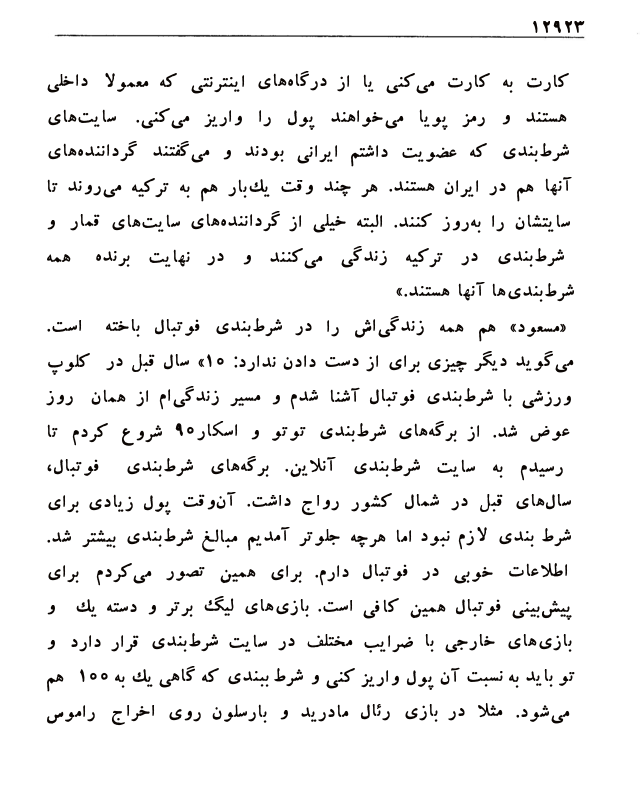 ۱۲۹۲۳
کارت به کارت می‌کنی یا از درگاه‌های اینترنتی که معمولا داخلی
هستند و رمز پویا می‌خواهند پول را واریز می‌کنی. سایت‌های
شرط‌بندی که عضویت داشتم ایرانی بودند و می‌گفتند گرداننده‌های
آنها هم در ایران هستند. هر چند وقت یك‌بار هم به ترکیه می‌روند تا
سایتشان را به‌روز کنند. البته خیلی از گرداننده‌های سایت‌های قمار و
شرط‌بندی در ترکیه زندگی می‌کنند و در نهایت برنده همه
شرط‌بندی‌ها آنها هستند.»
«مسعود» هم همه زندگی‌اش را در شرط‌بندی فوتبال باخته است.
می‌گوید دیگر چیزی برای از دست دادن ندارد: ۱۰» سال قبل در کلوپ
ورزشی با شرط‌بندی فوتبال آشنا شدم و مسیر زندگی‌ام از همان روز
عوض شد. از برگه‌های شرط‌بندی توتو و اسکار۹۰ شروع کردم تا
رسیدم به سایت شرط‌بندی آنلاین. برگه‌های شرط‌بندی فوتبال،
سال‌های قبل در شمال کشور رواج داشت. آن‌وقت پول زیادی برای
شرط بندی لازم نبود اما هرچه جلوتر آمدیم مبالغ شرط‌بندی بیشتر شد.
اطلاعات خوبی در فوتبال دارم. برای همین تصور می‌کردم برای
پیش‌بینی فوتبال همین کافی است. بازی‌های لیگ برتر و دسته یك و
بازی‌های خارجی با ضرایب مختلف در سایت شرط‌بندی قرار دارد و
تو باید به نسبت آن پول واریز کنی و شرط ببندی که گاهی یك به ۱۰۰ هم
می‌شود. مثلا در بازی رئال مادرید و بارسلون روی اخراج راموس